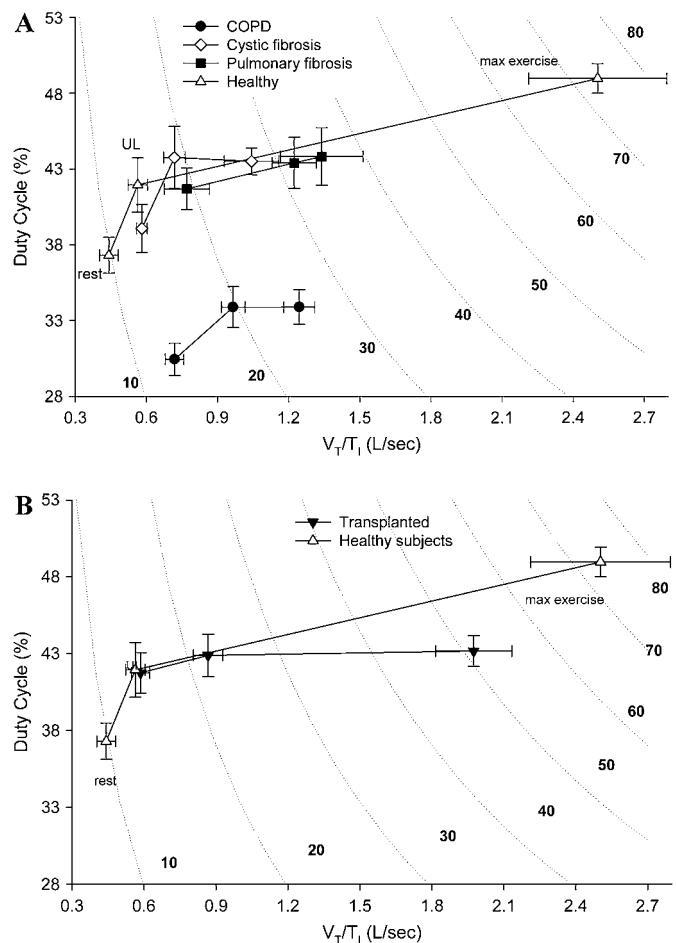 A
53
48
43
38
33
28
Duty Cycle (%)
COPD
Cystic fibrosis
Pulmonary fibrosis
Healthy
80
max exercise
UL
70
60
rest
50
40
30
20
10
0.3 0.6 0.9 1.2 1.5 1.8 2.1 2.4 2.7
VT/TI (L/sec)
B
53
48
43
38
33
28
Duty Cycle (%)
Transplanted
Healthy subjects
80
max exercise
70
60
rest
50
40
30
20
10
0.3 0.6 0.9 1.2 1.5 1.8 2.1 2.4 2.7
VT/TI (L/sec)